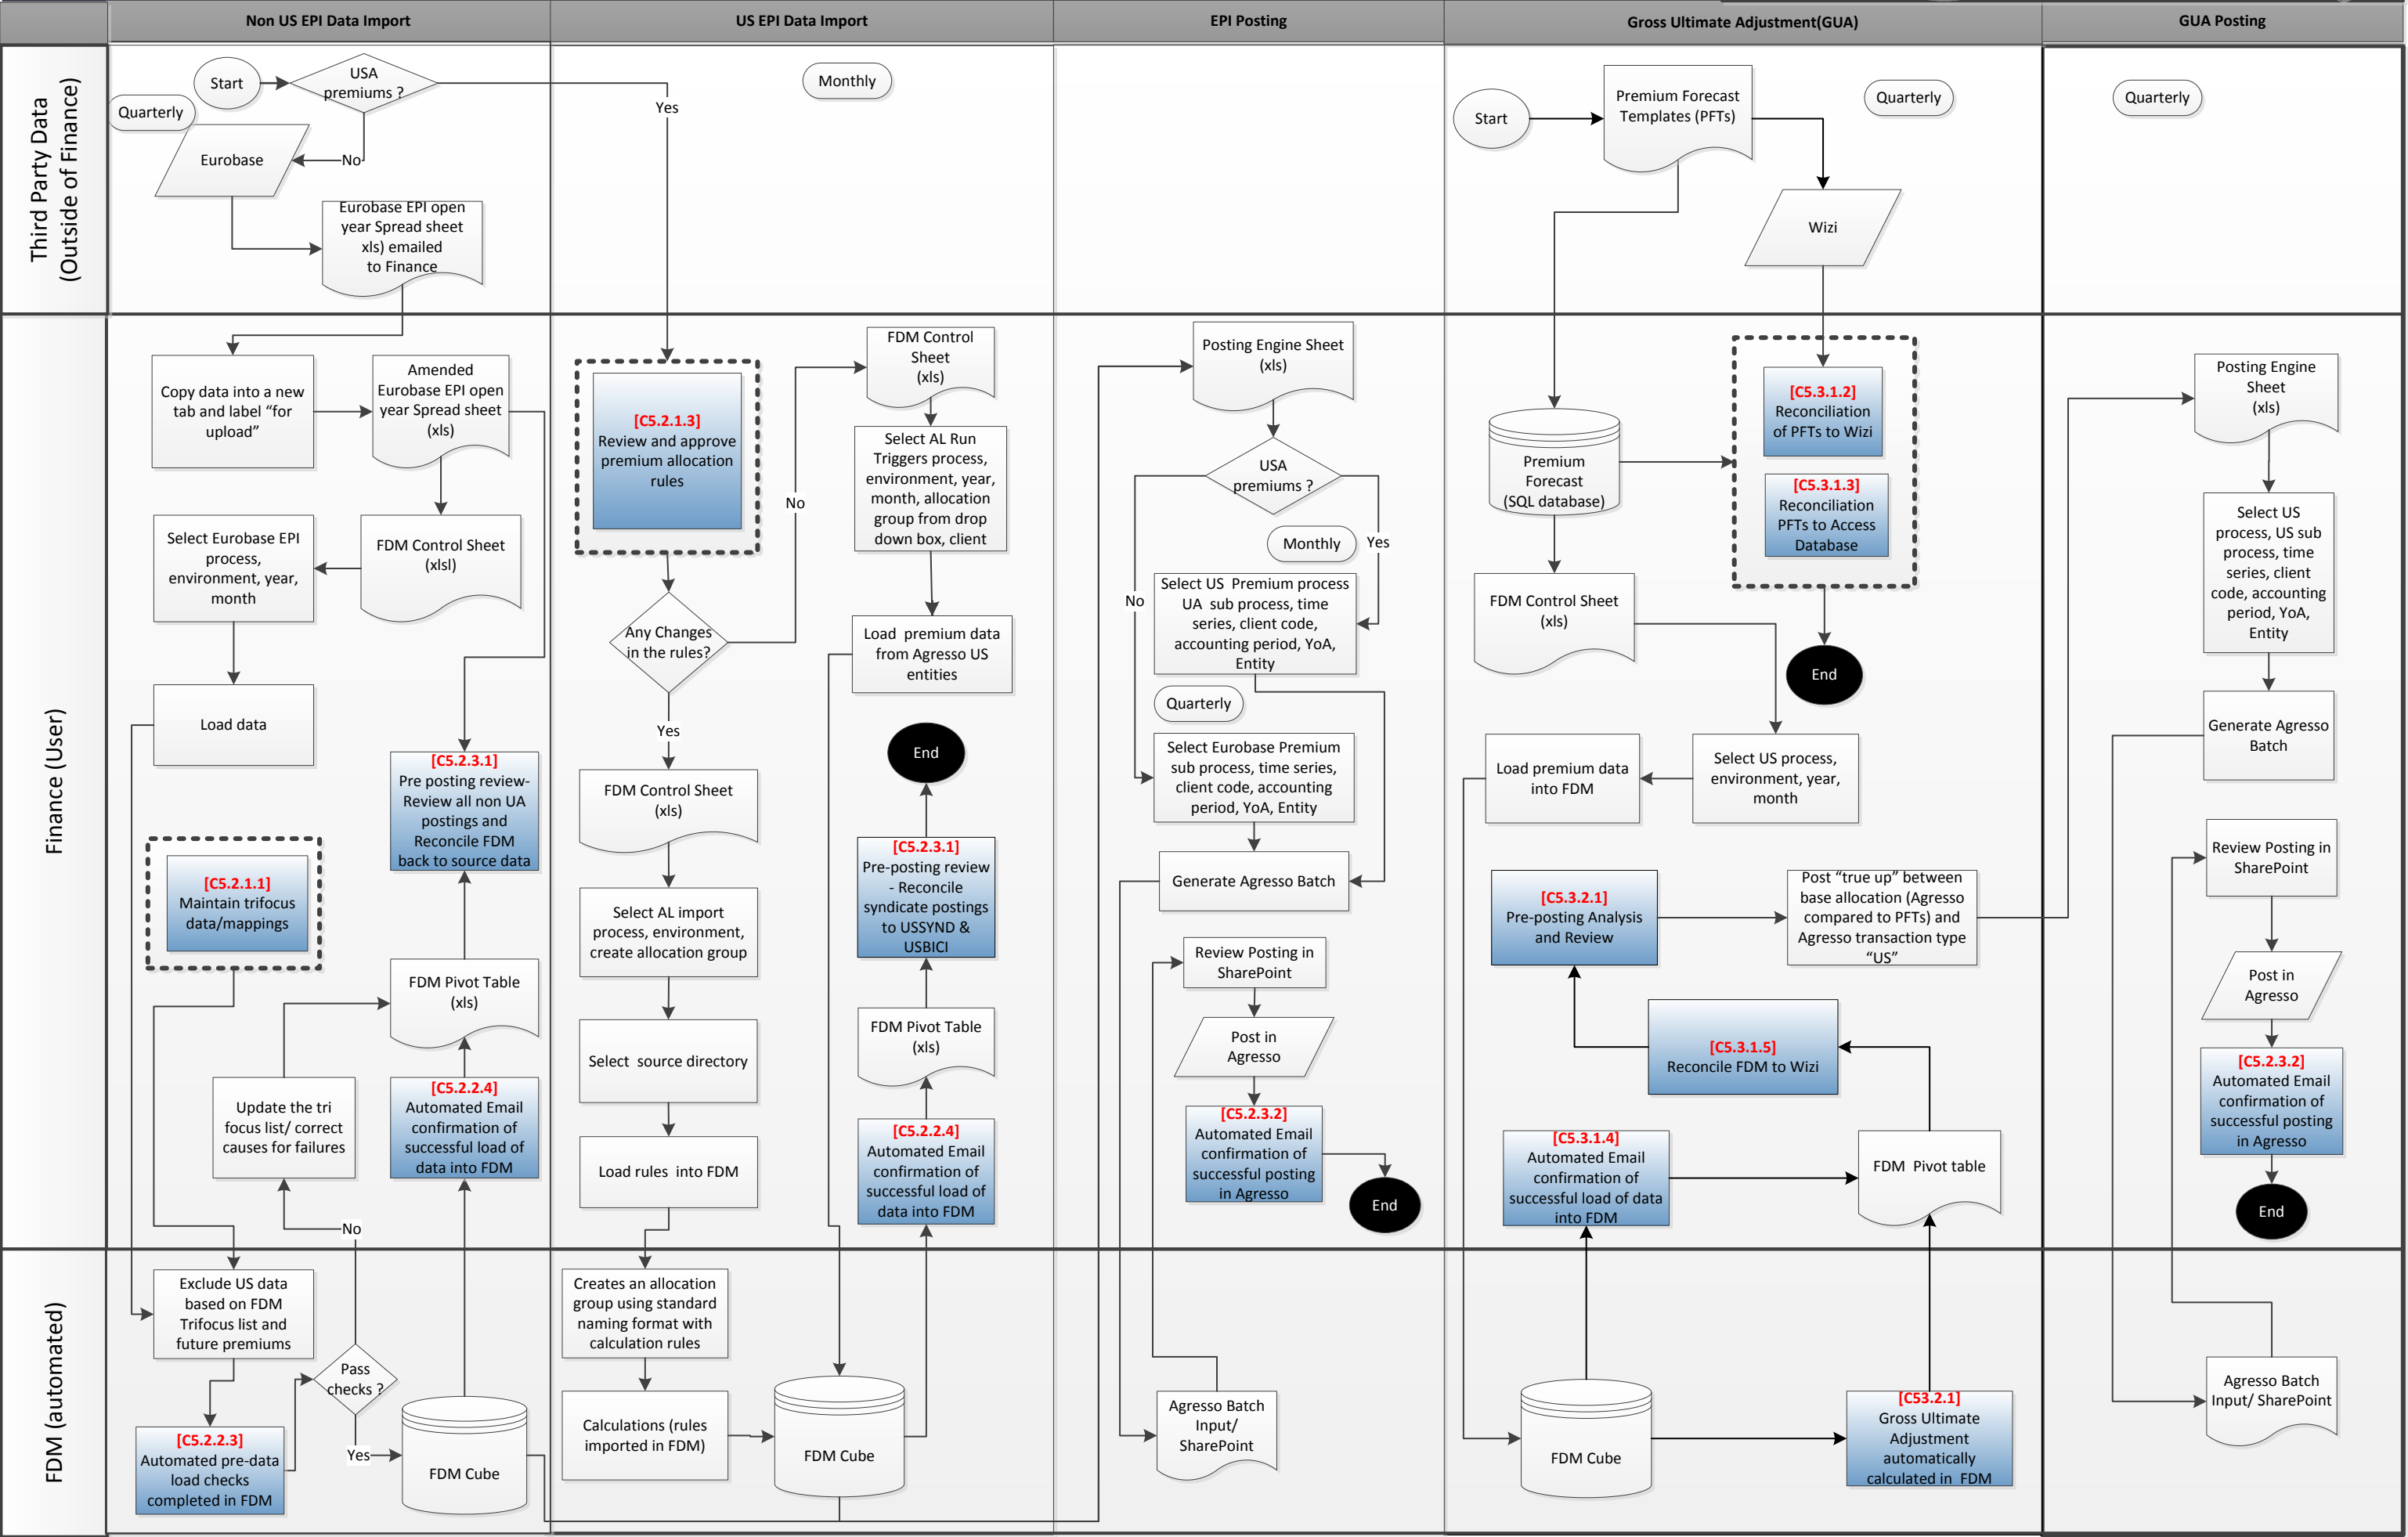 Non US EPI Data Import
US EPI Data Import
EPI Posting
Gross Ultimate Adjustment(GUA)
GUA Posting
Third Party Data
(Outside of Finance)
Finance (User)
FDM (automated)
Start
USA
premiums ?
Quarterly
No
Yes
Eurobase
Eurobase EPI open
year Spread sheet
xls) emailed
to Finance
Copy data into a new
tab and label “for
upload”
Amended
Eurobase EPI open
year Spread sheet
(xls)
Select Eurobase EPI
process,
environment, year,
month
FDM Control Sheet
(xlsl)
Load data
[C5.2.3.1]
Pre posting review-
Review all non UA
postings and
Reconcile FDM
back to source data
[C5.2.1.1]
Maintain trifocus
data/mappings
FDM Pivot Table
(xls)
Update the tri
focus list/ correct
causes for failures
[C5.2.2.4]
Automated Email
confirmation of
successful load of
data into FDM
No
Exclude US data
based on FDM
Trifocus list and
future premiums
Pass
checks ?
Yes
[C5.2.2.3]
Automated pre-data
load checks
completed in FDM
FDM Cube
Monthly
[C5.2.1.3]
Review and approve
premium allocation
rules
FDM Control
Sheet
(xls)
No
Select AL Run
Triggers process,
environment, year,
month, allocation
group from drop
down box, client
Any Changes
in the rules?
Load  premium data
from Agresso US
entities
Yes
End
FDM Control Sheet
(xls)
[C5.2.3.1]
Pre-posting review
- Reconcile
syndicate postings
to USSYND &
USBICI
Select AL import
process, environment,
create allocation group
Select  source directory
FDM Pivot Table
(xls)
Load rules  into FDM
[C5.2.2.4]
Automated Email
confirmation of
successful load of
data into FDM
Creates an allocation
group using standard
naming format with
calculation rules
Calculations (rules
imported in FDM)
FDM Cube
Posting Engine Sheet
(xls)
USA
premiums ?
Monthly
Yes
No
Select US  Premium process
UA  sub process, time
series, client code,
accounting period, YoA,
Entity
Quarterly
Select Eurobase Premium
sub process, time series,
client code, accounting
period, YoA, Entity
Generate Agresso Batch
Review Posting in
SharePoint
Post in
Agresso
[C5.2.3.2]
Automated Email
confirmation of
successful posting
in Agresso
End
Agresso Batch
Input/
SharePoint
Start
Premium Forecast
Templates (PFTs)
Quarterly
Wizi
Premium
Forecast
(SQL database)
[C5.3.1.2]
Reconciliation
of PFTs to Wizi
[C5.3.1.3]
Reconciliation
PFTs to Access
Database
FDM Control Sheet
(xls)
End
Load premium data
into FDM
Select US process,
environment, year,
month
[C5.3.2.1]
Pre-posting Analysis
and Review
Post “true up” between
base allocation (Agresso
compared to PFTs) and
Agresso transaction type
“US”
[C5.3.1.5]
Reconcile FDM to Wizi
[C5.3.1.4]
Automated Email
confirmation of
successful load of data
into FDM
FDM  Pivot table
FDM Cube
[C53.2.1]
Gross Ultimate
Adjustment
automatically
calculated in  FDM
Quarterly
Posting Engine
Sheet
(xls)
Select US
process, US sub
process, time
series, client
code, accounting
period, YoA,
Entity
Generate Agresso
Batch
Review Posting in
SharePoint
Post in
Agresso
[C5.2.3.2]
Automated Email
confirmation of
successful posting
in Agresso
End
Agresso Batch
Input/ SharePoint